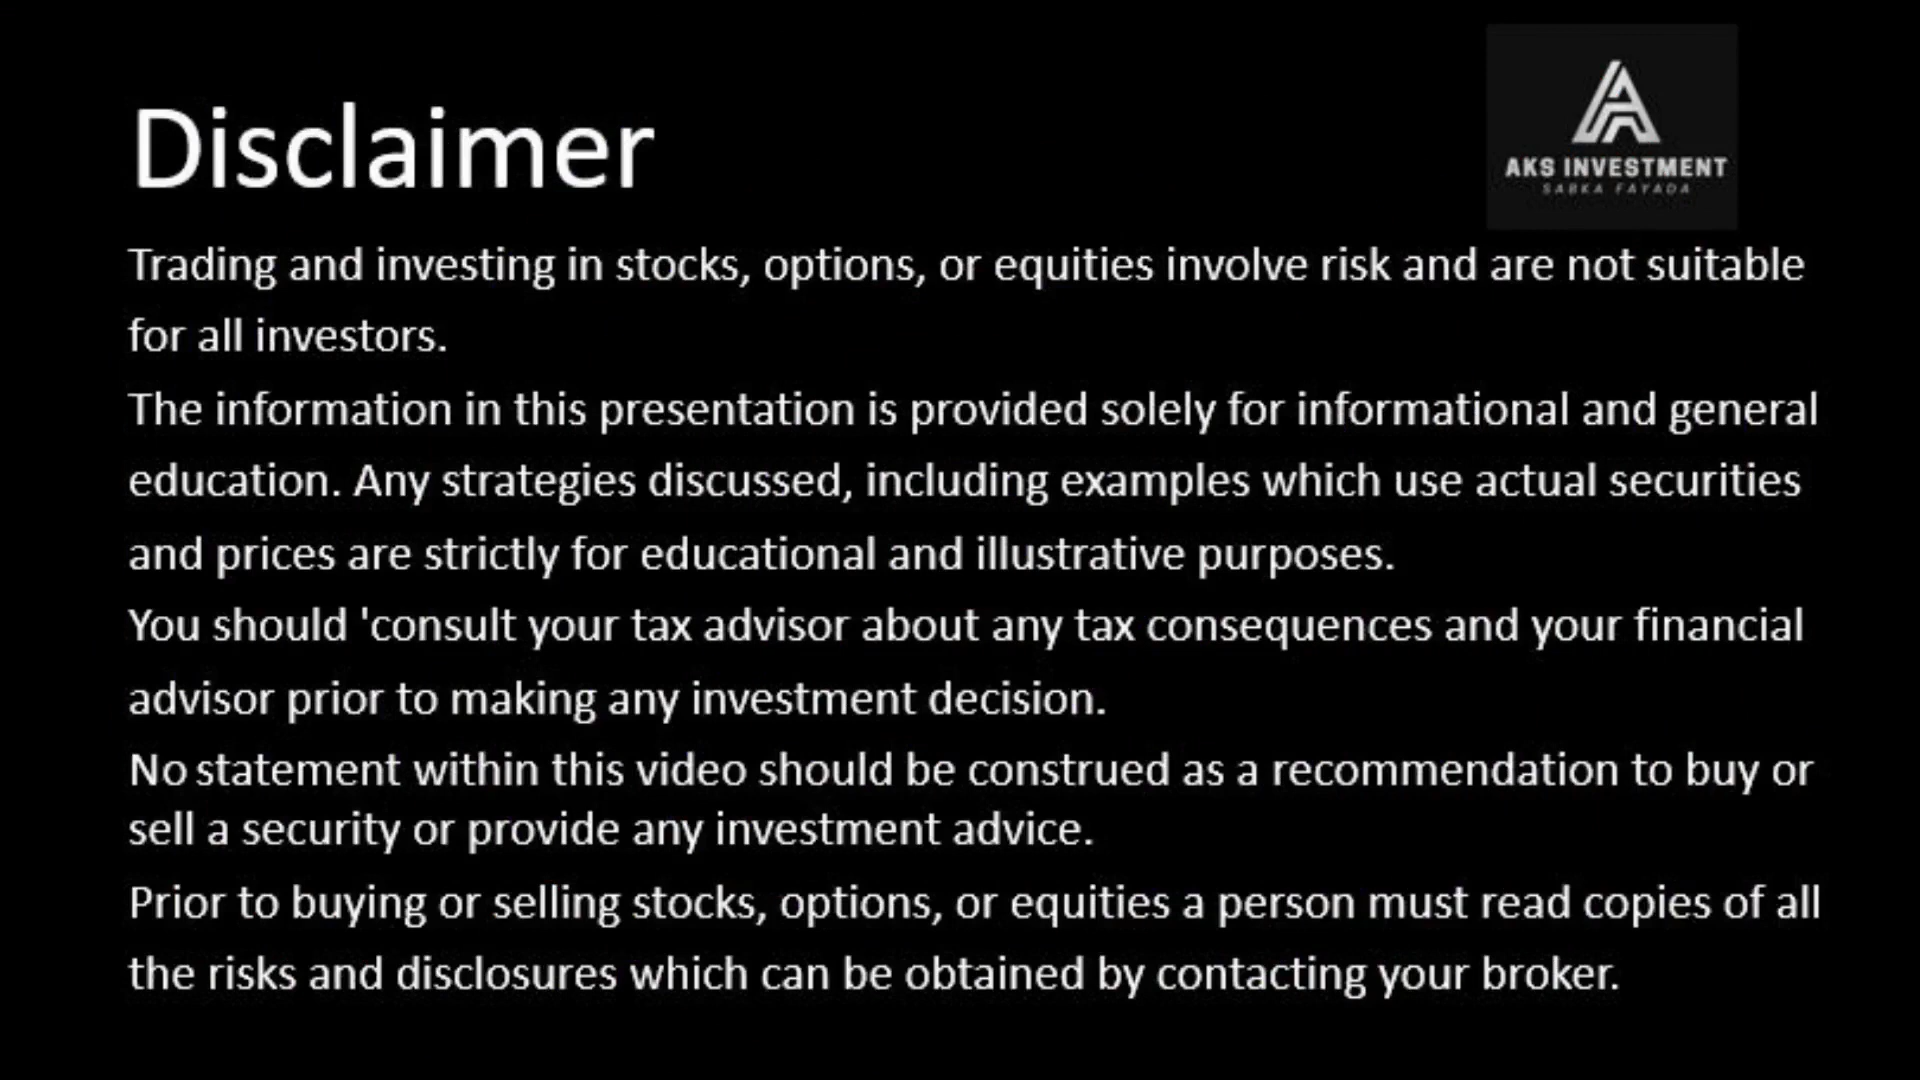 AKS INVESTMENT
SABKA FAYADA
Disclaimer
Trading and investing in stocks, options, or equities involve risk and are not suitable
for all investors.
The information in this presentation is provided solely for informational and general
education. Any strategies discussed, including examples which use actual securities
and prices are strictly for educational and illustrative purposes.
You should 'consult your tax advisor about any tax consequences and your financial
advisor prior to making any investment decision.
No statement within this video should be construed as a recommendation to buy or
sell a security or provide any investment advice.
Prior to buying or selling stocks, options, or equities a person must read copies of all
the risks and disclosures which can be obtained by contacting your broker.